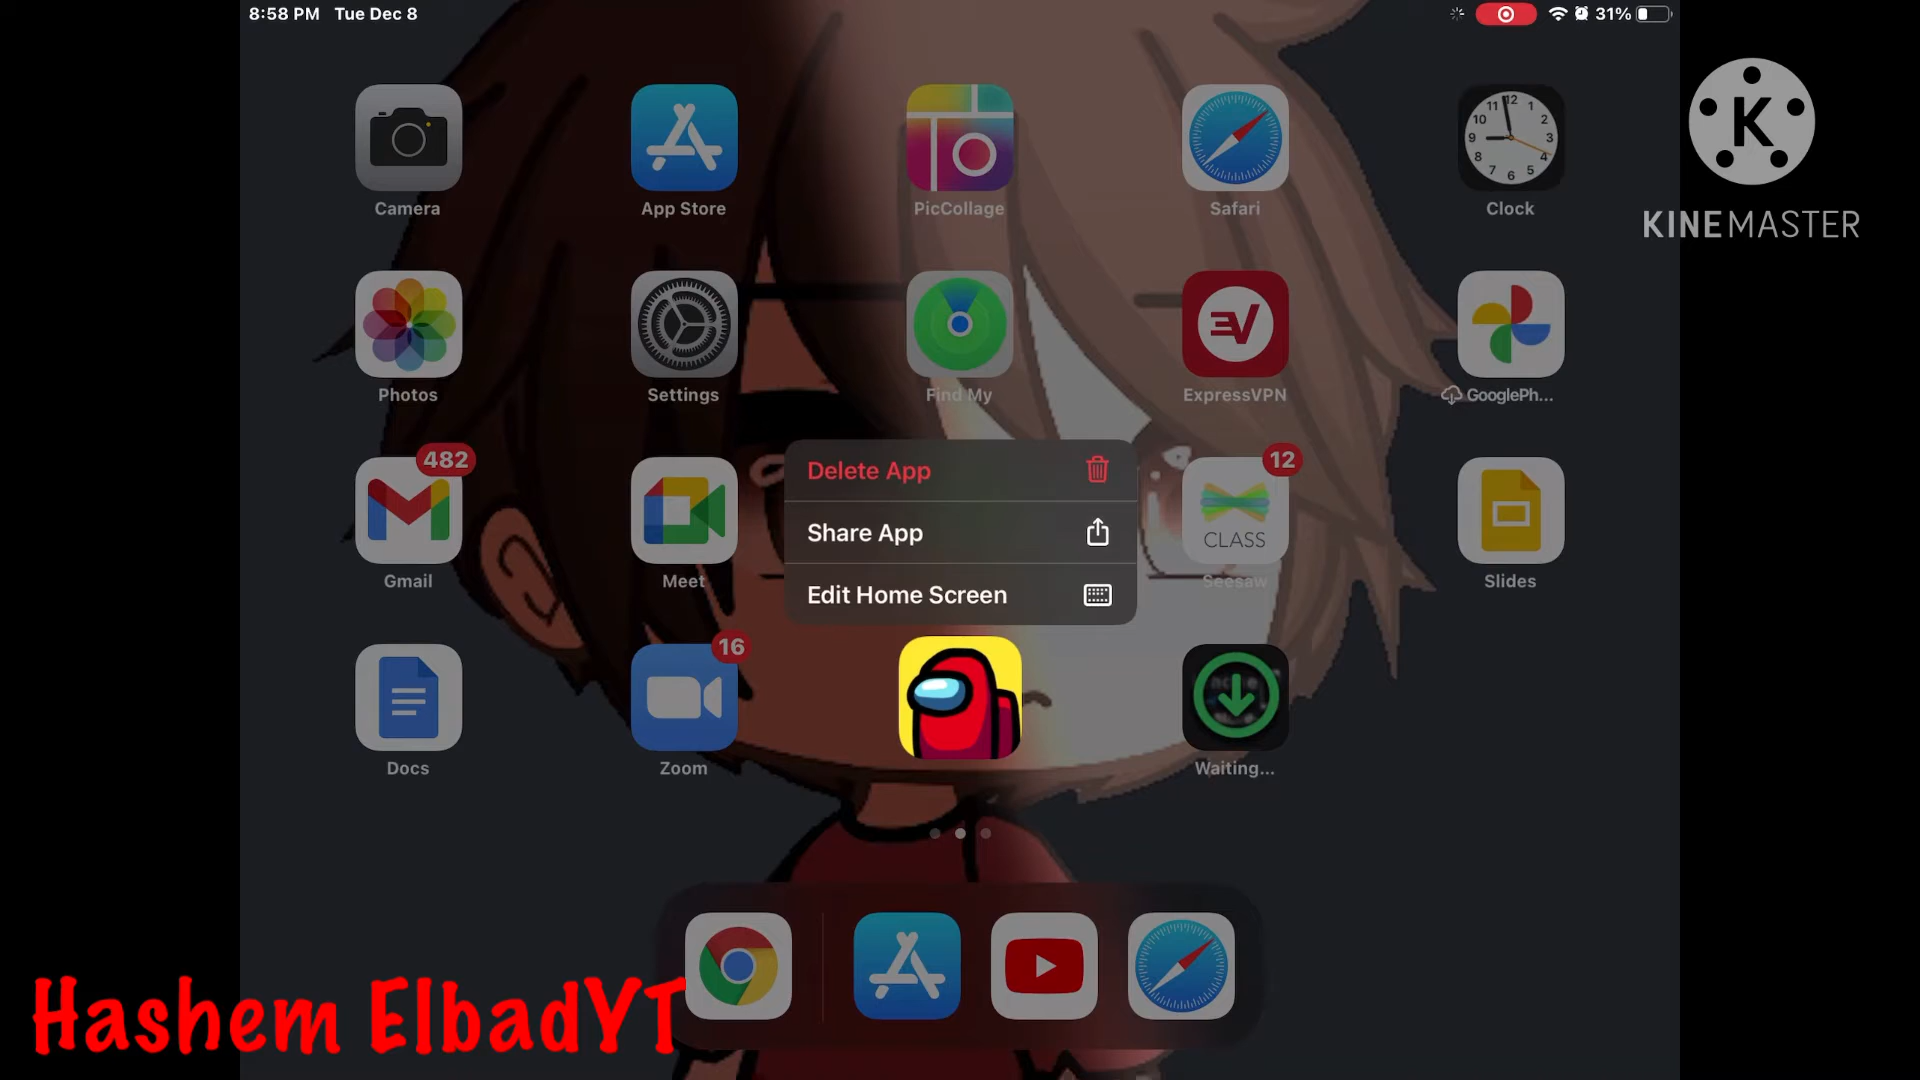 8:58 PM Tue Dec 8
31%
KINEMASTER
Camera
App Store
PicCollage
Safari
Clock
Photos
Settings
Find My
ExpressVPN
GooglePh...
482
12
Delete App
Share App
Edit Home Screen
CLASS
Gmail
Meet
Seesaw
Slides
16
Docs
Zoom
Waiting...
Hashem ElbadYT